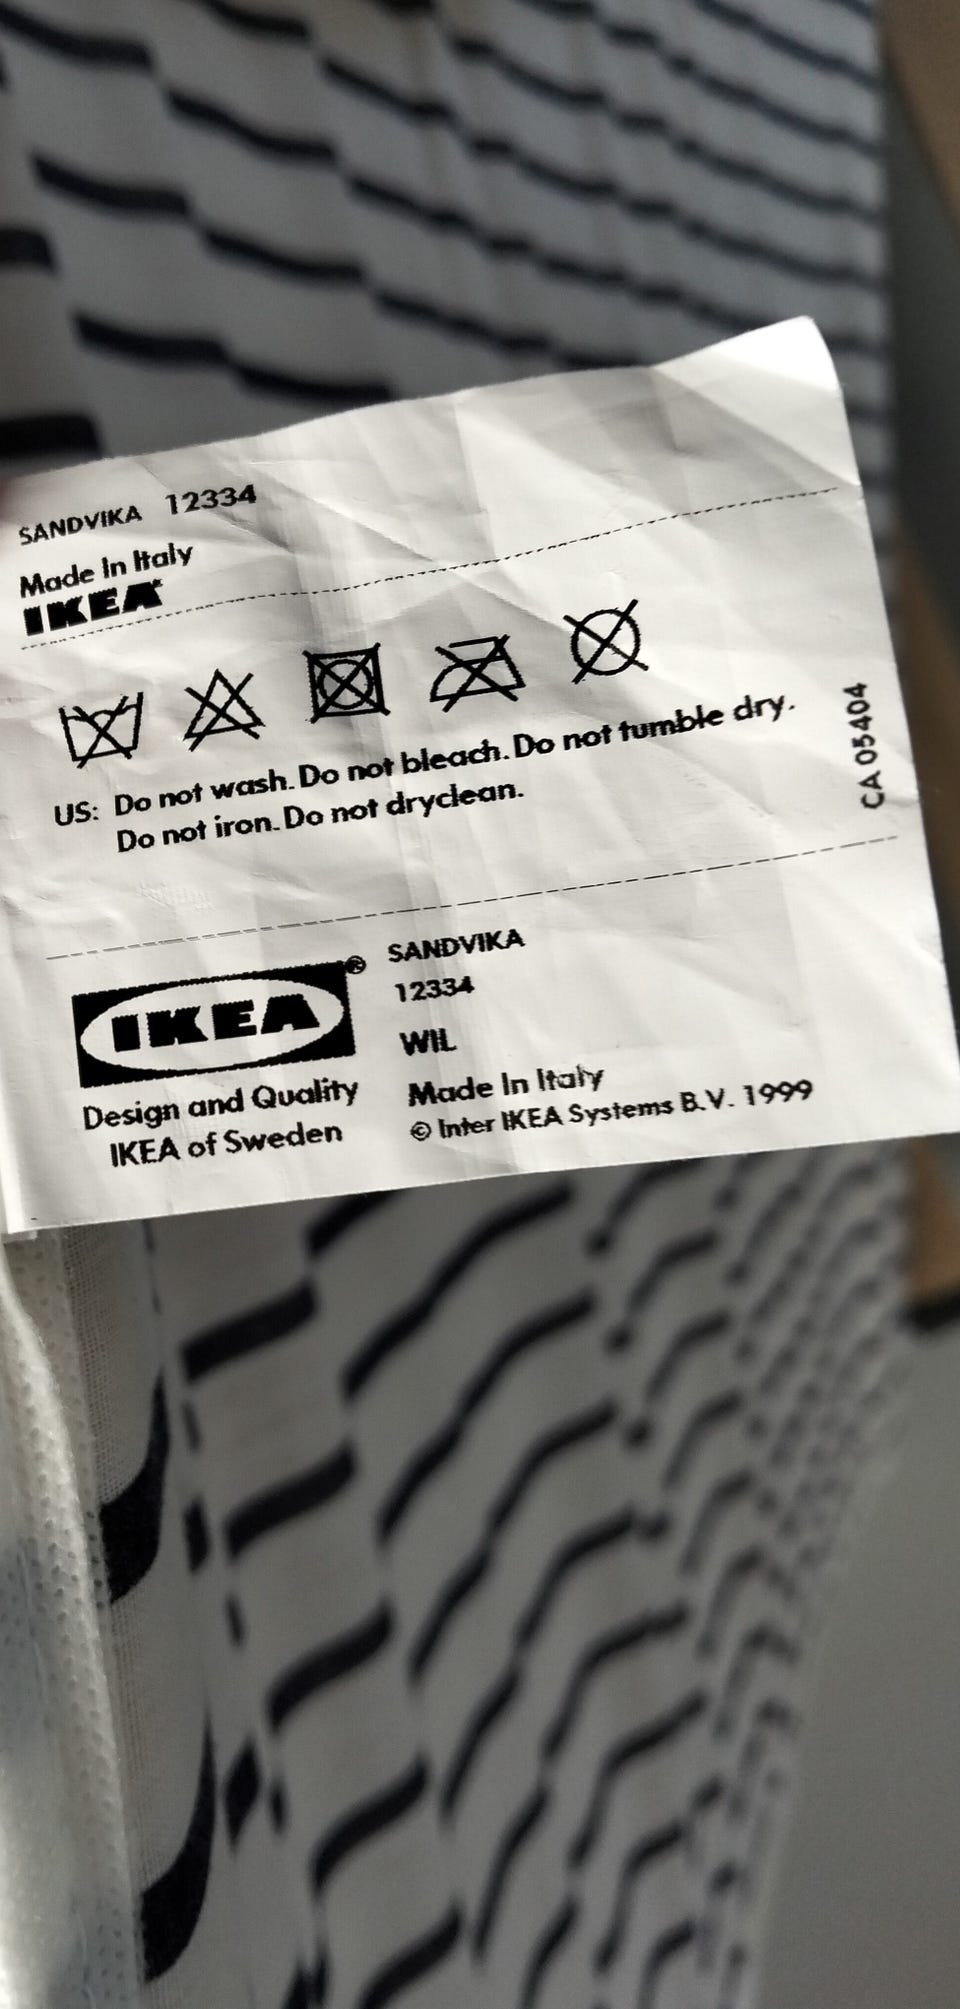 SANDVIKA 12334
Made In Italy
IKEA®
US: Do not wash. Do not bleach. Do not tumble dry.
Do not iron. Do not dryclean.
CA 05404
IKEA®
Design and Quality
IKEA of Sweden
SANDVIKA
12334
WIL
Made In Italy
© Inter IKEA Systems B.V. 1999